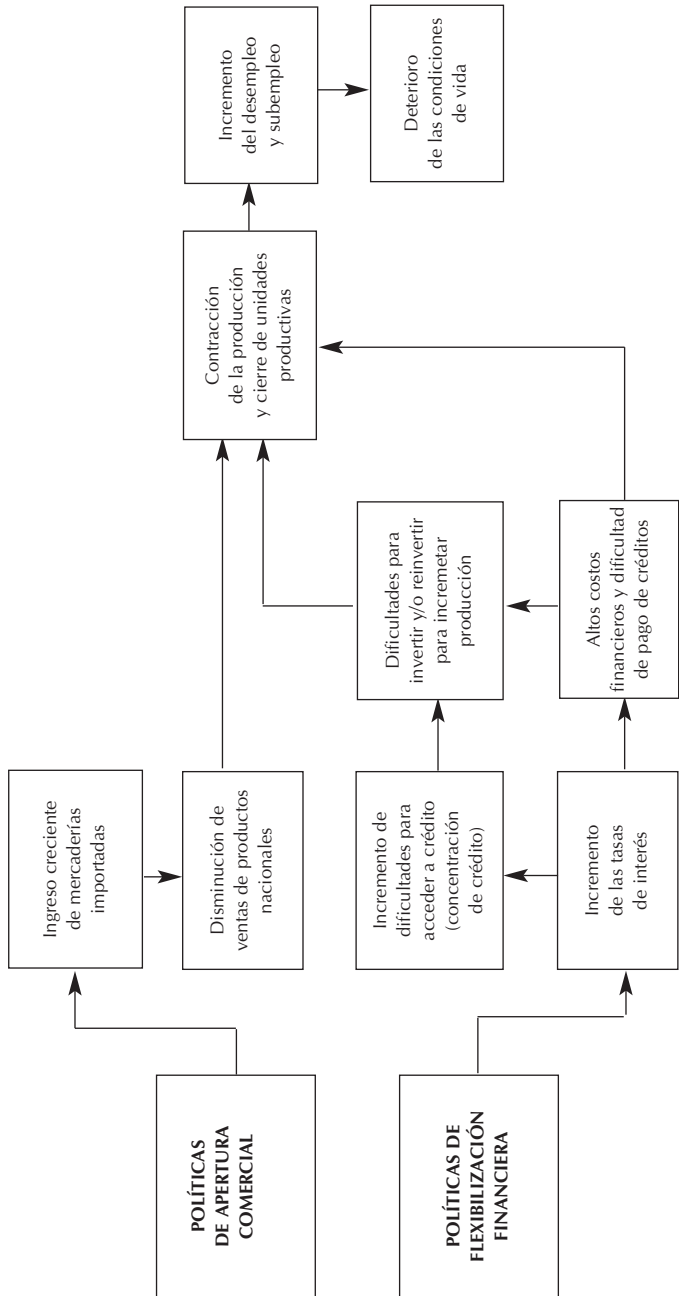 POLÍTICAS
DE APERTURA
COMERCIAL
Ingreso creciente
de mercaderías
importadas
Disminución de
ventas de productos
nacionales
POLÍTICAS DE
FLEXIBILIZACIÓN
FINANCIERA
Incremento
de las tasas
de interés
Incremento de
dificultades para
acceder a crédito
(concentración
de crédito)
Altos costos
financieros y dificultad
de pago de créditos
Dificultades para
invertir y/o reinvertir
para incremetar
producción
Contracción
de la producción
y cierre de unidades
productivas
Incremento
del desempleo
y subempleo
Deterioro
de las condiciones
de vida